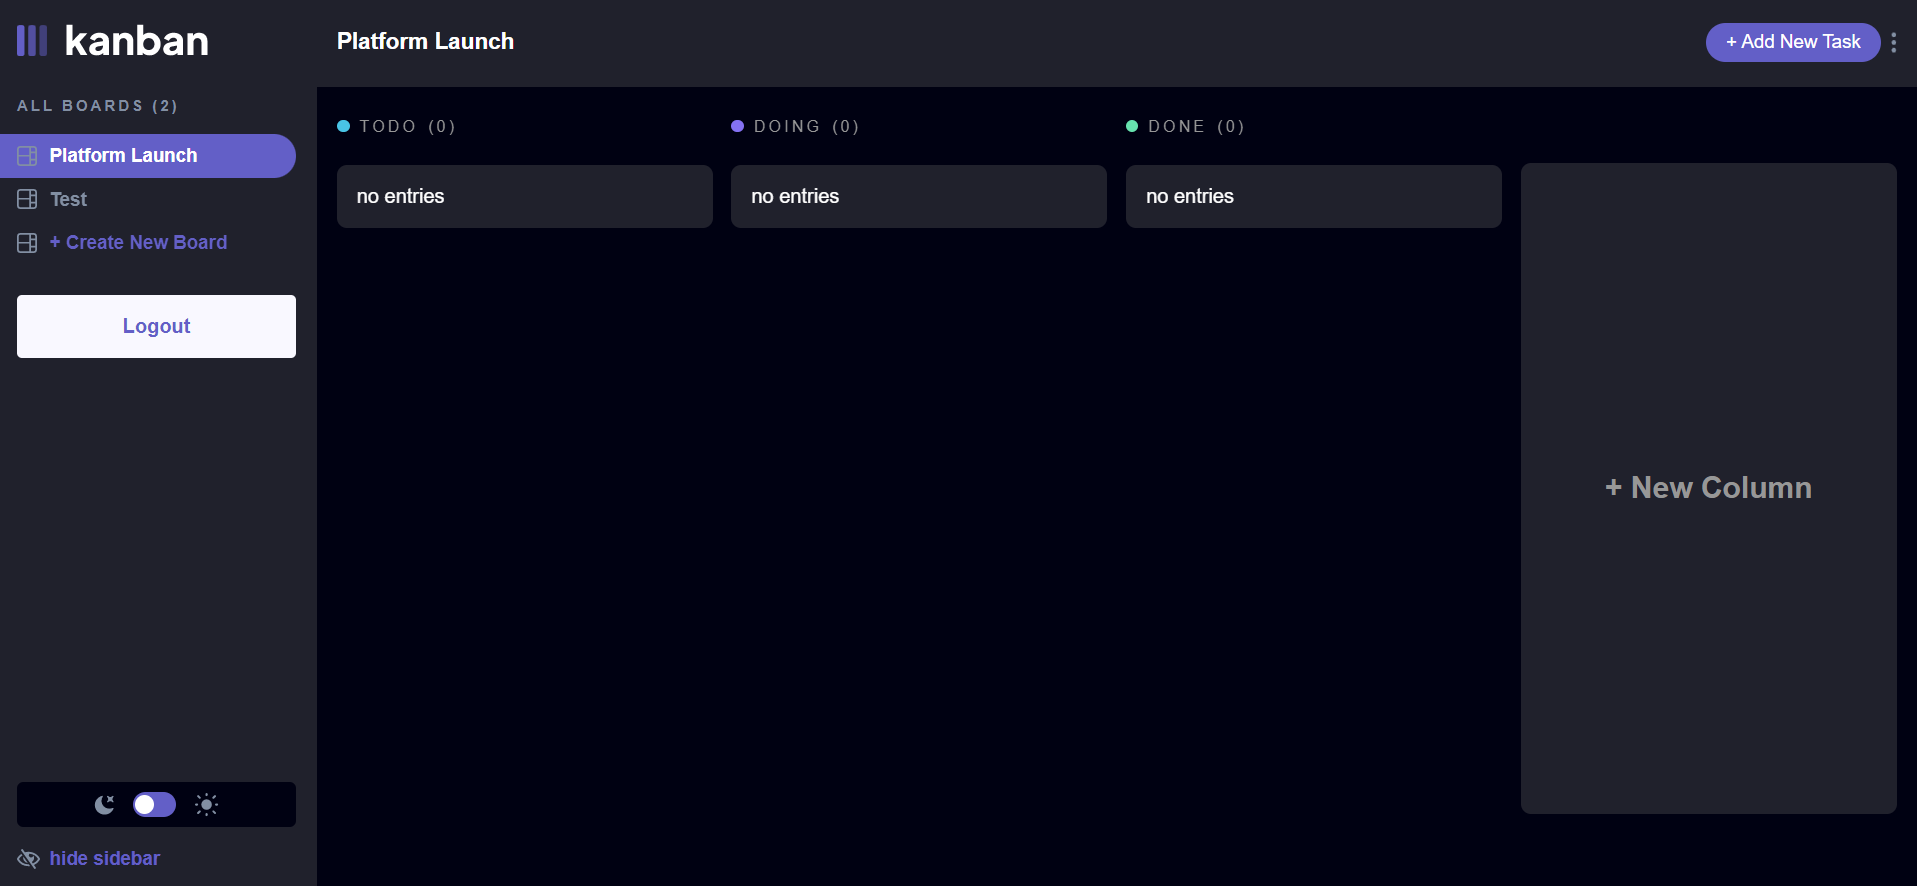 kanban
ALL BOARDS (2)
Platform Launch
Test
+ Create New Board
Logout
hide sidebar
Platform Launch
+ Add New Task
TODO (0)
no entries
DOING (0)
no entries
DONE (0)
no entries
+ New Column